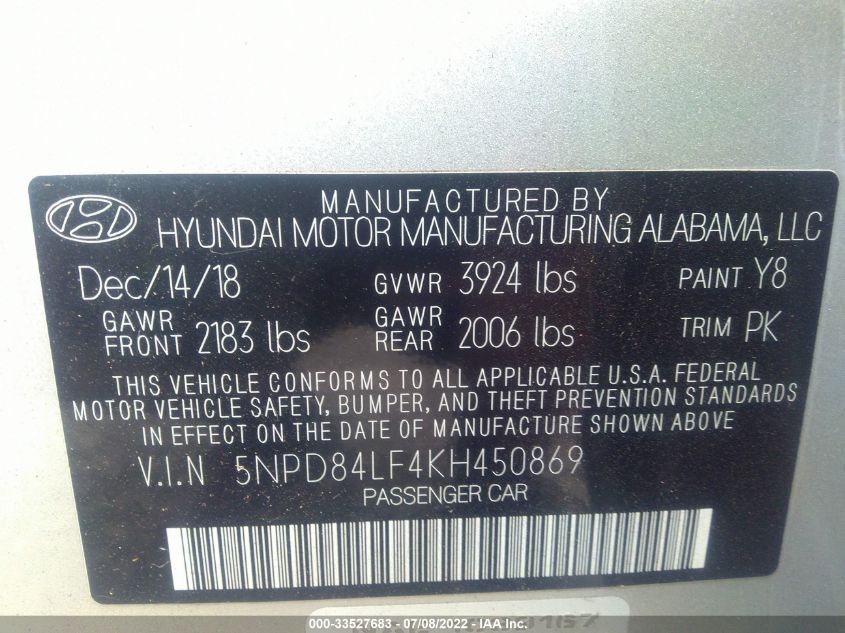 MANUFACTURED BY
HYUNDAI MOTOR MANUFACTURING ALABAMA, LLC
Dec/14/18 GVWR 3924 lbs PAINT Y8
GAWR FRONT 2183 lbs GAWR REAR 2006 lbs TRIM PK
THIS VEHICLE CONFORMS TO ALL APPLICABLE U.S.A. FEDERAL
MOTOR VEHICLE SAFETY, BUMPER, AND THEFT PREVENTION STANDARDS
IN EFFECT ON THE DATE OF MANUFACTURE SHOWN ABOVE
V.I.N 5NPD84LF4KH450869
PASSENGER CAR
000-33527683 - 07/08/2022 - IAA Inc.